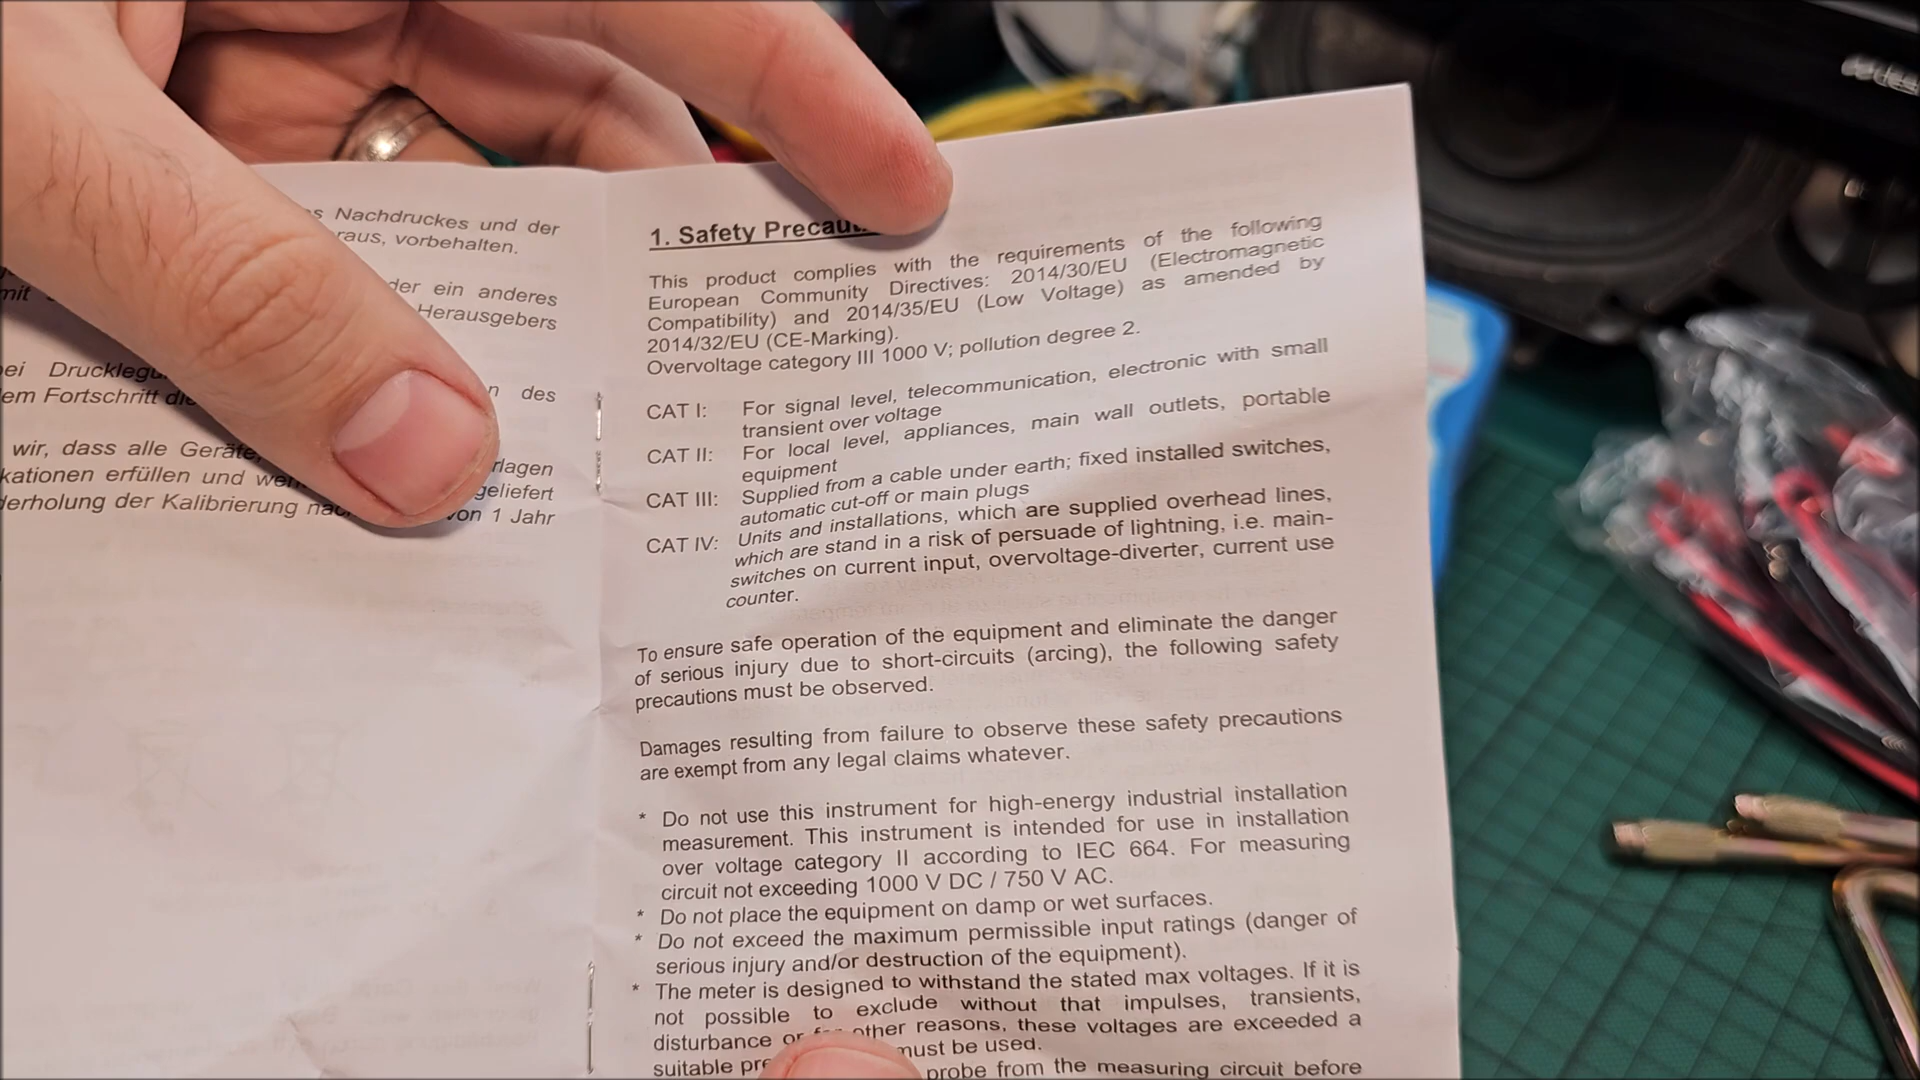 s Nachdruckes und der
raus, vorbehalten.
der ein anderes
mit
Herausgebers
ei Drucklegu
des
em Fortschritt die
wir, dass alle Geräte,
rlagen
kationen erfüllen und wen
geliefert
derholung der Kalibrierung nac
von 1 Jahr
1. Safety Precaut
This product complies with the requirements of the following
European Community Directives: 2014/30/EU (Electromagnetic
Compatibility) and 2014/35/EU (Low Voltage) as amended by
2014/32/EU (CE-Marking).
Overvoltage category III 1000 V; pollution degree 2.
CAT I: For signal level, telecommunication, electronic with small
transient over voltage
CAT II: For local level, appliances, main wall outlets, portable
equipment
CAT III: Supplied from a cable under earth; fixed installed switches,
automatic cut-off or main plugs
CAT IV: Units and installations, which are supplied overhead lines,
which are stand in a risk of persuade of lightning, i.e. main-
switches on current input, overvoltage-diverter, current use
counter.
To ensure safe operation of the equipment and eliminate the danger
of serious injury due to short-circuits (arcing), the following safety
precautions must be observed.
Damages resulting from failure to observe these safety precautions
are exempt from any legal claims whatever.
* Do not use this instrument for high-energy industrial installation
measurement. This instrument is intended for use in installation
over voltage category II according to IEC 664. For measuring
circuit not exceeding 1000 V DC / 750 V AC.
* Do not place the equipment on damp or wet surfaces.
* Do not exceed the maximum permissible input ratings (danger of
serious injury and/or destruction of the equipment).
* The meter is designed to withstand the stated max voltages. If it is
not possible to exclude without that impulses, transients,
disturbance or for other reasons, these voltages are exceeded a
suitable pre must be used.
probe from the measuring circuit before